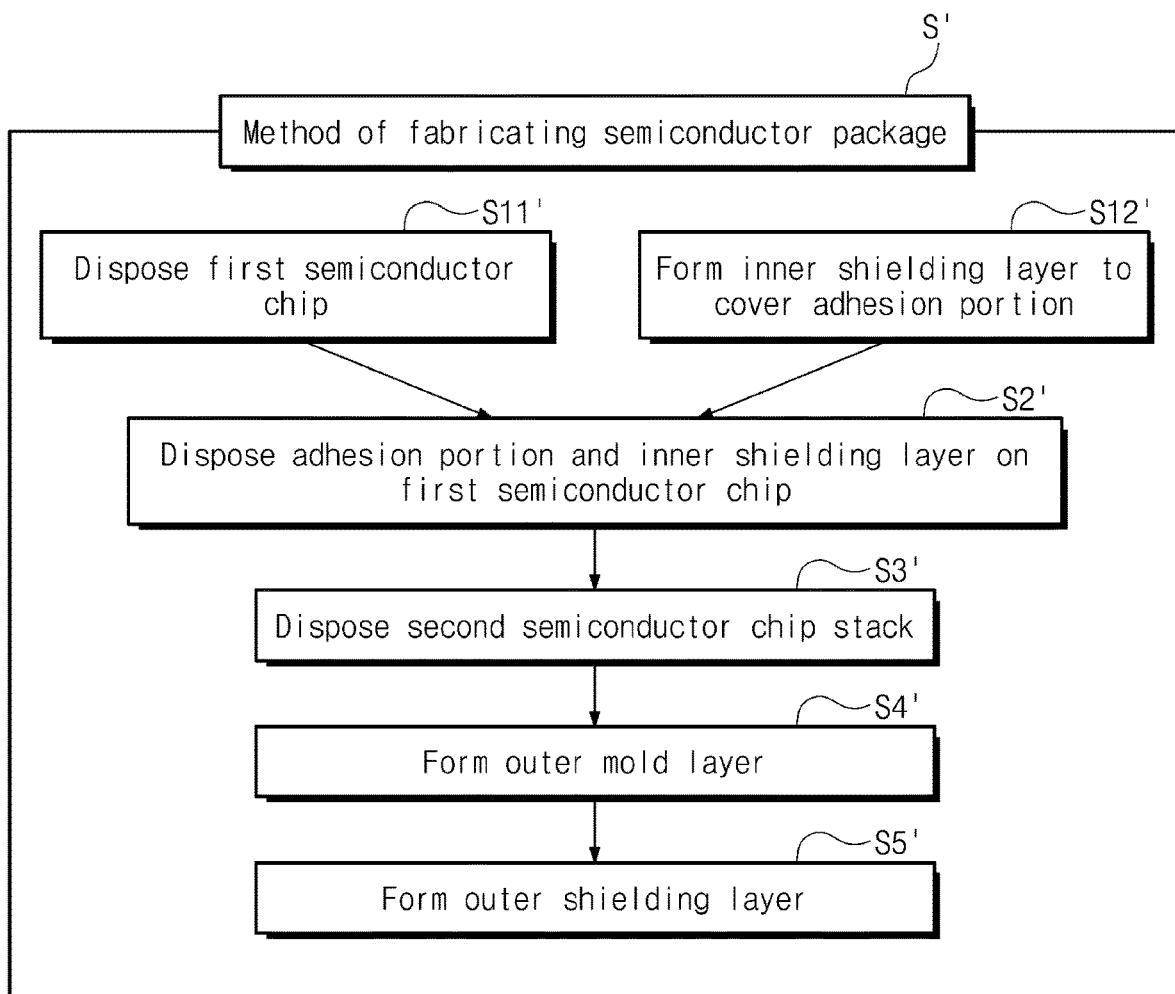 S'
Method of fabricating semiconductor package
S11'
Dispose first semiconductor
chip
S12'
Form inner shielding layer to
cover adhesion portion
S2'
Dispose adhesion portion and inner shielding layer on
first semiconductor chip
S3'
Dispose second semiconductor chip stack
S4'
Form outer mold layer
S5'
Form outer shielding layer